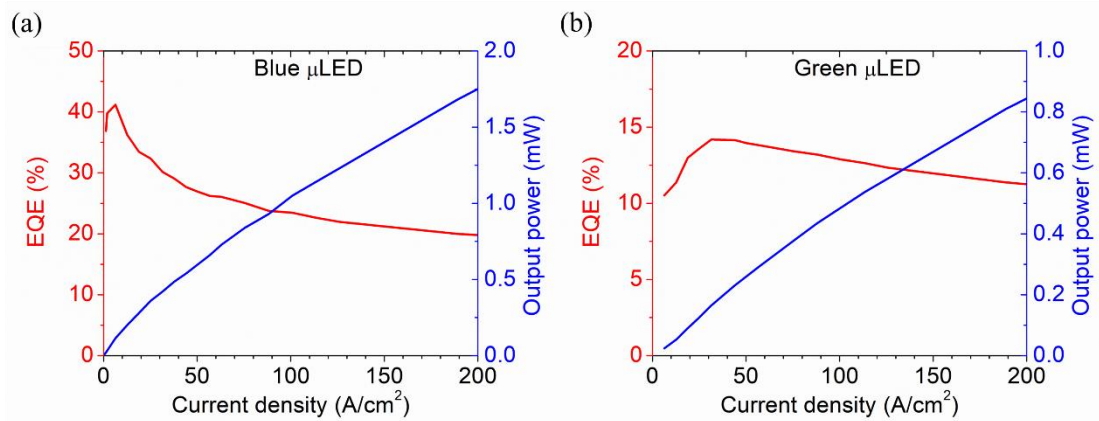 (a)
Blue μLED
EQE (%)
50
40
30
20
10
0
2.0
1.5
1.0
0.5
0.0
Output power (mW)
0 50 100 150 200
Current density (A/cm²)
(b)
Green μLED
EQE (%)
20
15
10
5
0
1.0
0.8
0.6
0.4
0.2
0.0
Output power (mW)
0 50 100 150 200
Current density (A/cm²)